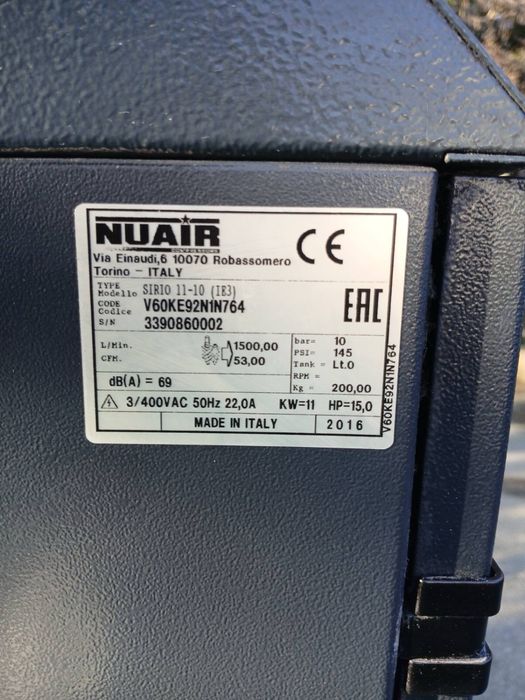 NUAIR
CE
Via Einaudi,6 10070 Robassomero
Torino - ITALY
TYPE
Modello SIRIO 11-10 (IE3)
CODE
Codice V60KE92N1N764
S/N 3390860002
EAC
L/Min. 1500,00
CFM. 53,00
bar= 10
PSI= 145
Tank = Lt.0
RPM =
Kg = 200,00
dB(A) = 69
3/400VAC 50Hz 22,0A KW=11 HP=15,0
MADE IN ITALY 2016
V60KE92N1N764